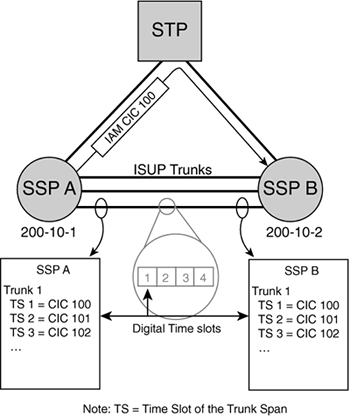 STP
IAM CIC 100
ISUP Trunks
SSP A
SSP B
200-10-1
200-10-2
SSP A
Trunk 1
TS 1 = CIC 100
TS 2 = CIC 101
TS 3 = CIC 102
...
1 2 3 4
Digital Time slots
SSP B
Trunk 1
TS 1 = CIC 100
TS 2 = CIC 101
TS 3 = CIC 102
...
Note: TS = Time Slot of the Trunk Span